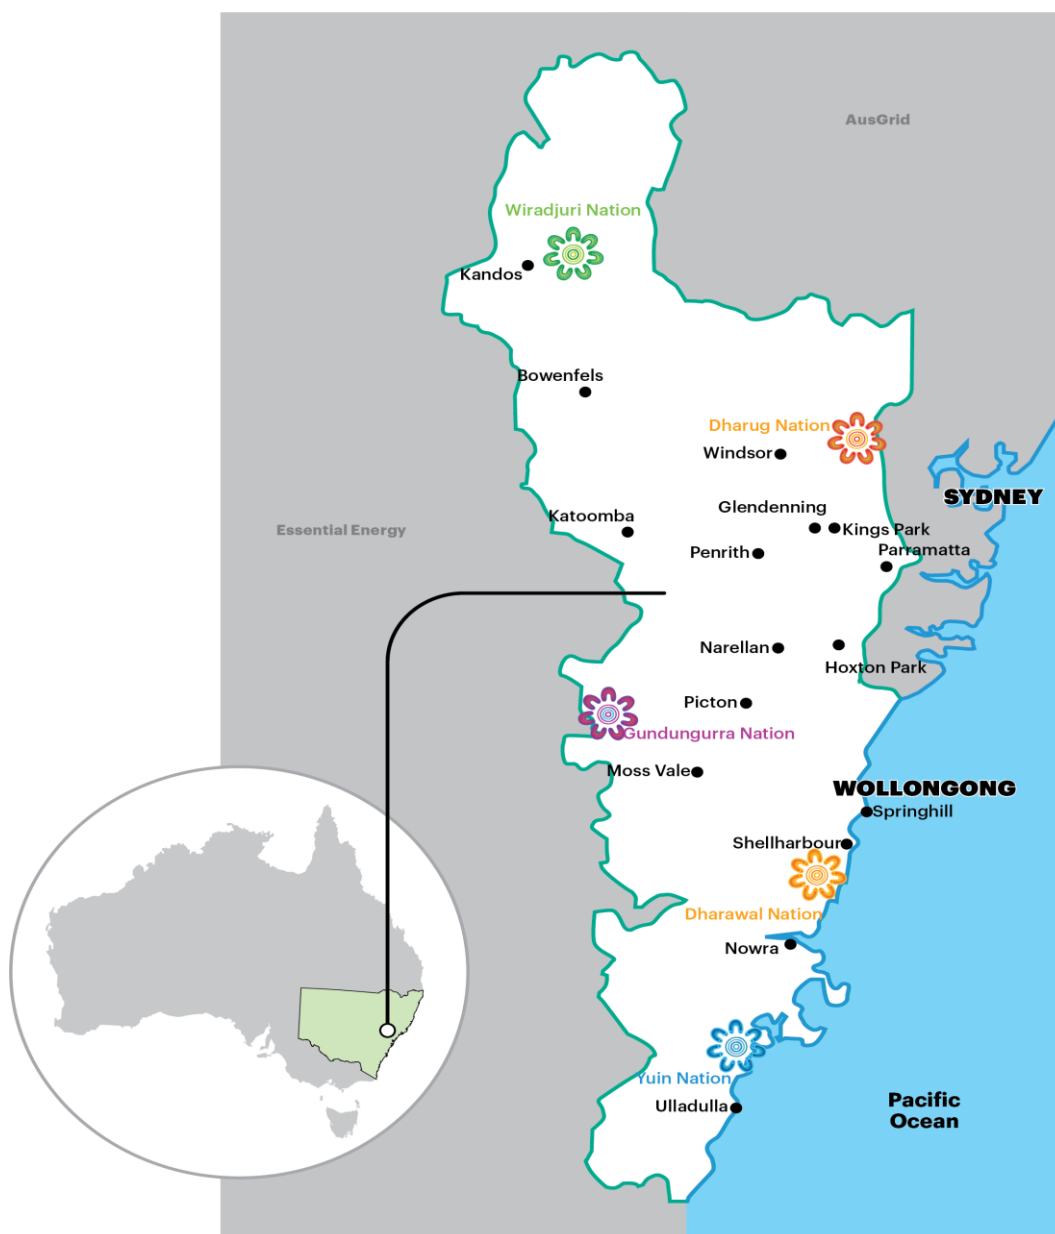 AusGrid
Wiradjuri Nation
Kandos
Bowenfels
Dharug Nation
Windsor
SYDNEY
Glendenning
Katoomba
Kings Park
Essential Energy
Penrith
Parramatta
Narellan
Hoxton Park
Picton
Gundungurra Nation
Moss Vale
WOLLONGONG
Springhill
Shellharbour
Dharawal Nation
Nowra
Yuin Nation
Ulladulla
Pacific
Ocean